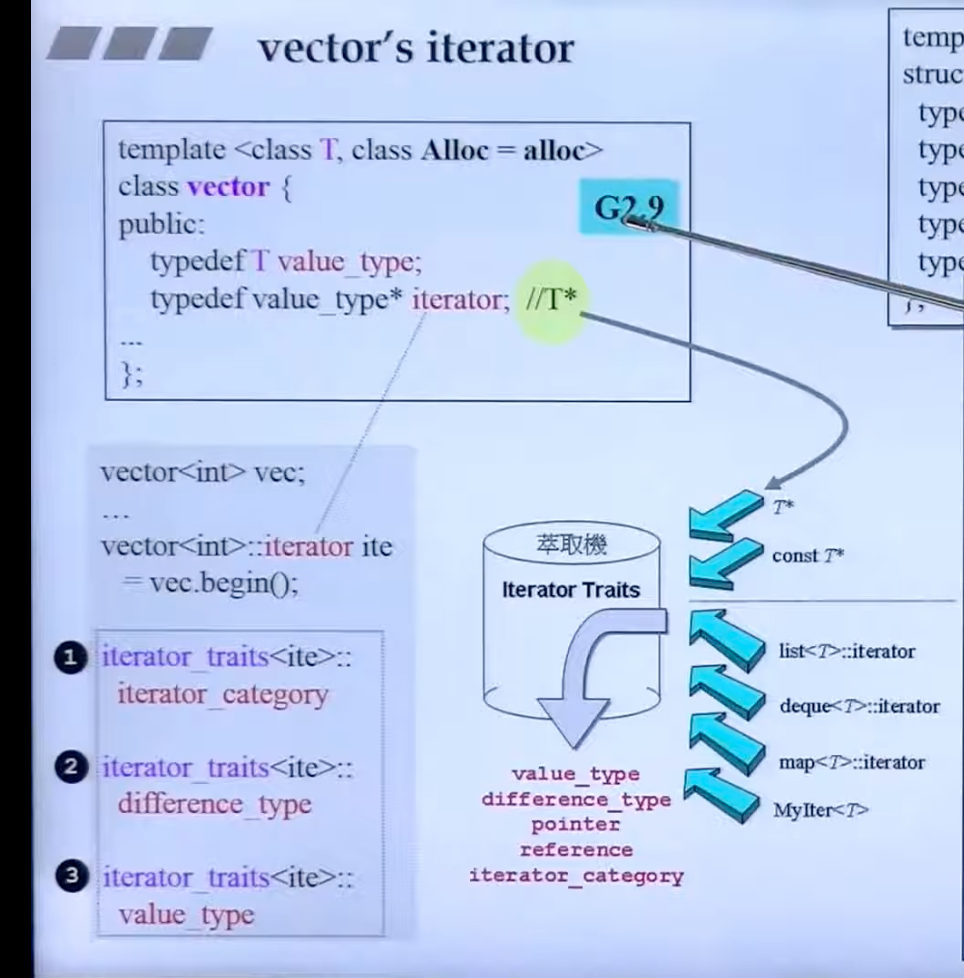 vector's iterator
template <class T, class Alloc = alloc>
class vector {
public:
typedef T value_type;
typedef value_type* iterator; //T*
...
};
G2.9
temp
struc
type
type
type
type
type
};
vector<int> vec;
...
vector<int>::iterator ite
= vec.begin();
1 iterator_traits<ite>::
iterator_category
2 iterator_traits<ite>::
difference_type
3 iterator_traits<ite>::
value_type
萃取機
Iterator Traits
value_type
difference_type
pointer
reference
iterator_category
T*
const T*
list<T>::iterator
deque<T>::iterator
map<T>::iterator
MyIter<T>